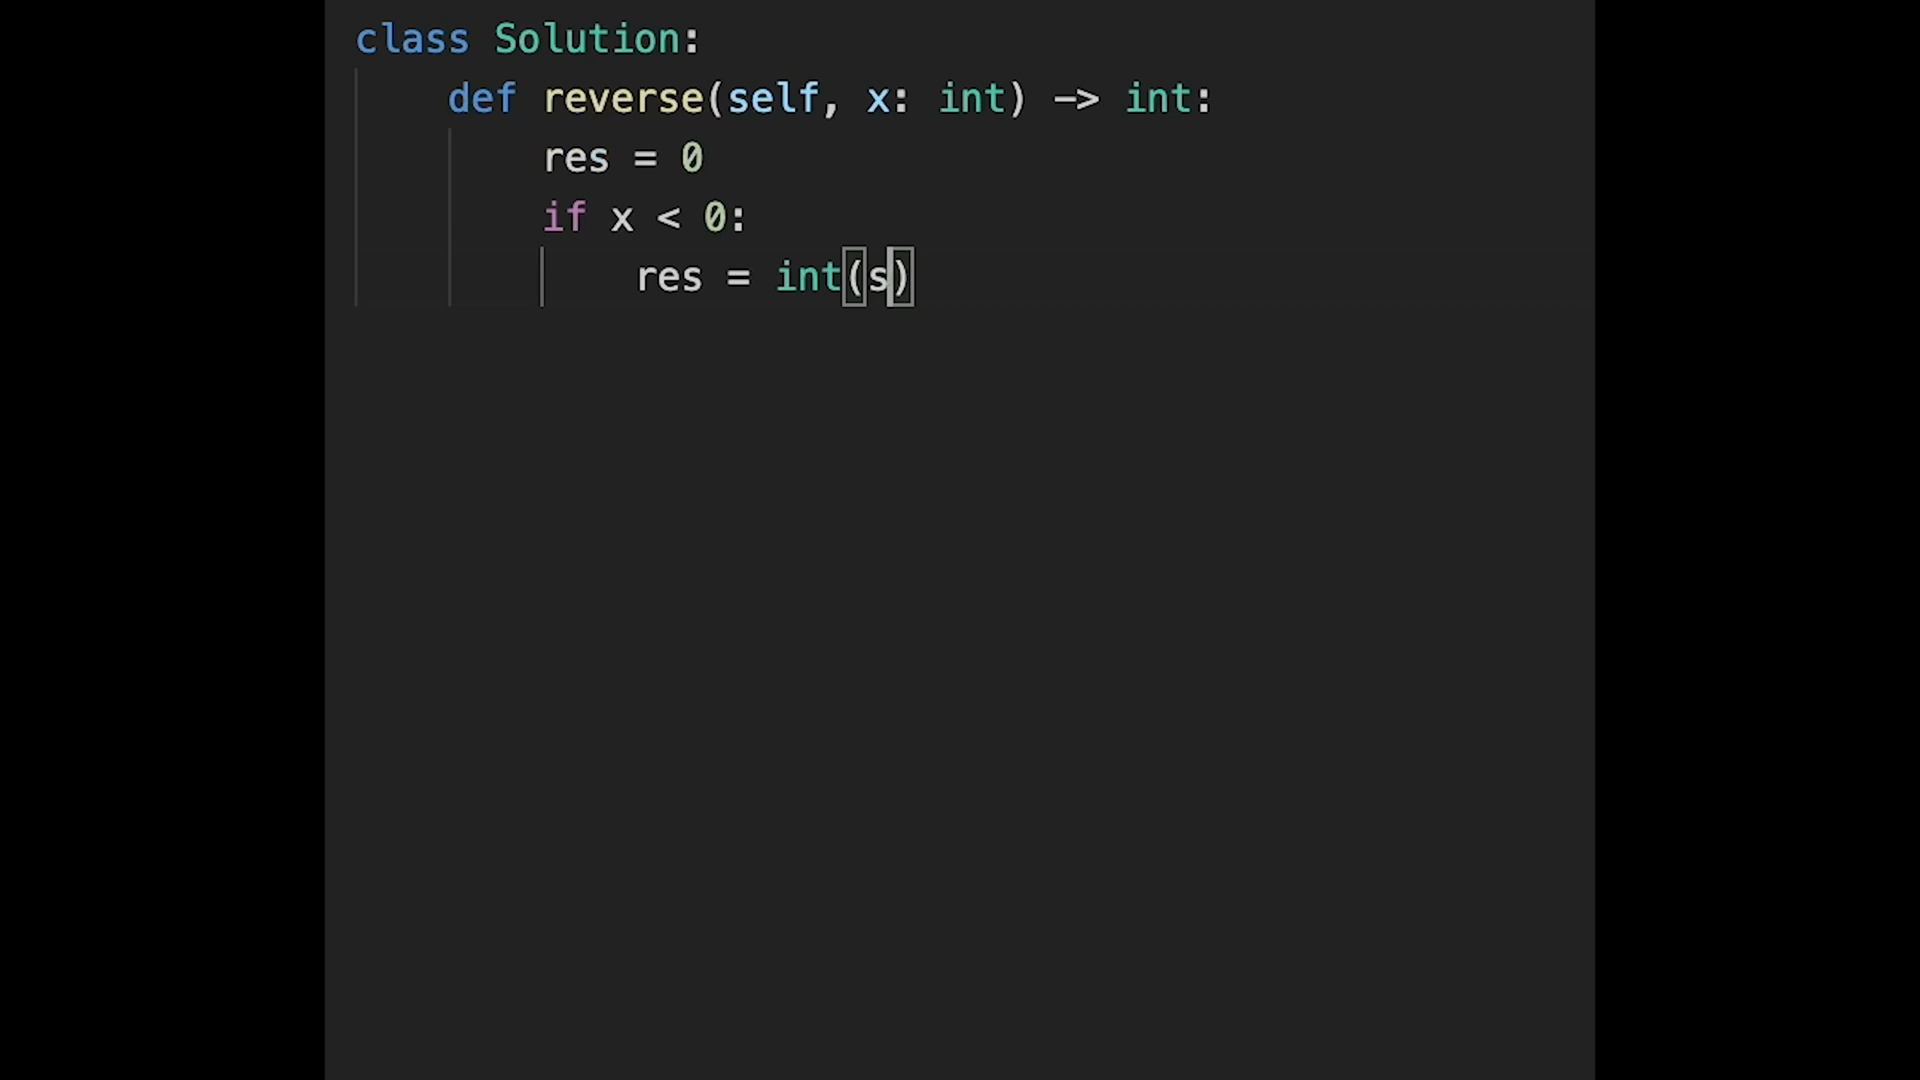 class Solution:
    def reverse(self, x: int) -> int:
        res = 0
        if x < 0:
            res = int(s)